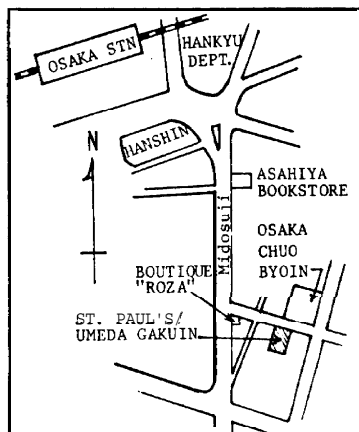 OSAKA STN
HANKYU
DEPT.
N
HANSHIN
ASAHIYA
BOOKSTORE
Midosuji
OSAKA
CHUO
BYOIN
BOUTIQUE
"ROZA"
ST. PAUL'S/
UMEDA GAKUIN